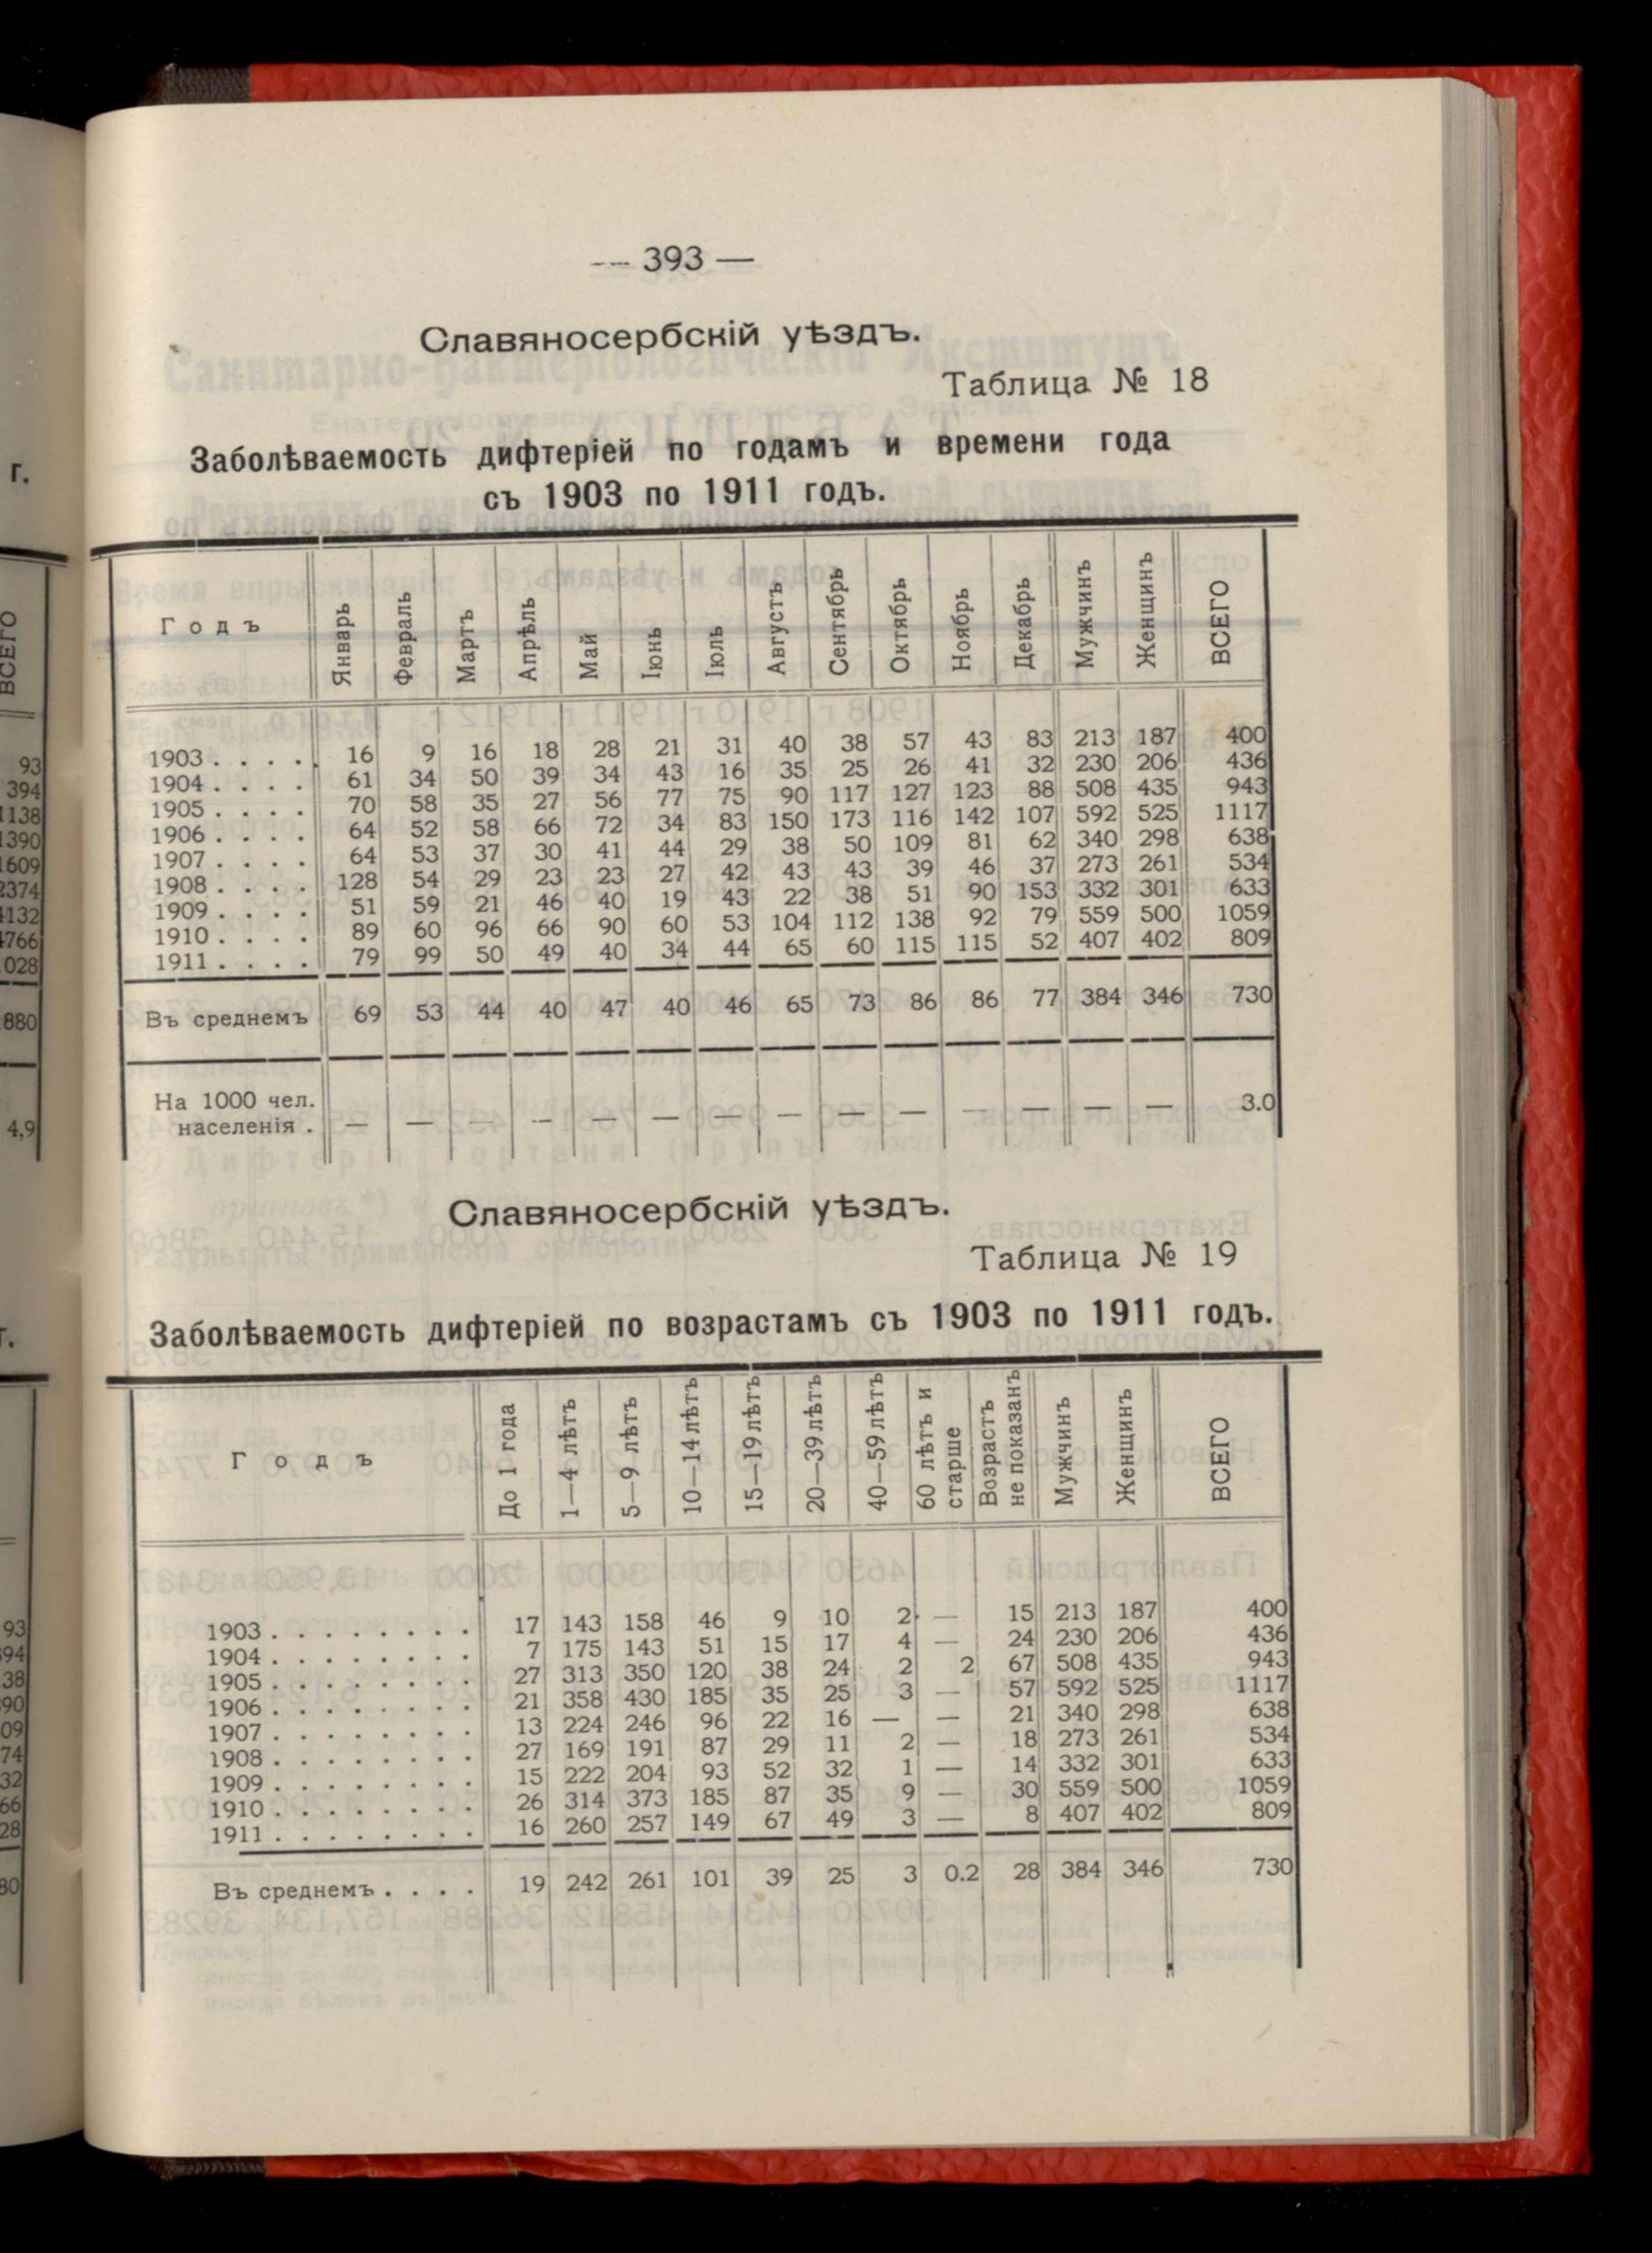 — 393 —
Славяносербскій уѣздъ.
Таблица № 18
Заболѣваемость дифтеріей по годамъ и времени года
съ 1903 по 1911 годъ.
Годъ Январь Февраль Мартъ Апрѣль Май Іюнь Іюль Августъ Сентябрь Октябрь Ноябрь Декабрь Мужчинъ Женщинъ ВСЕГО
1903 . . . . 16 9 16 18 28 21 31 40 38 57 43 83 213 187 400
1904 . . . . 61 34 50 39 34 43 16 35 25 26 41 32 230 206 436
1905 . . . . 70 58 35 27 56 77 75 90 117 127 123 88 508 435 943
1906 . . . . 64 52 58 66 72 34 83 150 173 116 142 107 592 525 1117
1907 . . . . 64 53 37 30 41 44 29 38 50 109 81 62 340 298 638
1908 . . . . 128 54 29 23 23 27 42 43 43 39 46 37 273 261 534
1909 . . . . 51 59 21 46 40 19 43 22 38 51 90 153 332 301 633
1910 . . . . 89 60 96 66 90 60 53 104 112 138 92 79 559 500 1059
1911 . . . . 79 99 50 49 40 34 44 65 60 115 115 52 407 402 809
Въ среднемъ 69 53 44 40 47 40 46 65 73 86 86 77 384 346 730
На 1000 чел.
населенія . — — — — — — — — — — — — — — 3.0
Славяносербскій уѣздъ.
Таблица № 19
Заболѣваемость дифтеріей по возрастамъ съ 1903 по 1911 годъ.
Годъ До 1 года 1—4 лѣтъ 5—9 лѣтъ 10—14 лѣтъ 15—19 лѣтъ 20—39 лѣтъ 40—59 лѣтъ 60 лѣтъ и старше Возрастъ не показанъ Мужчинъ Женщинъ ВСЕГО
1903 . . . . . . . . 17 143 158 46 9 10 2 — 15 213 187 400
1904 . . . . . . . . 7 175 143 51 15 17 4 — 24 230 206 436
1905 . . . . . . . . 27 313 350 120 38 24 2 2 67 508 435 943
1906 . . . . . . . . 21 358 430 185 35 25 3 — 57 592 525 1117
1907 . . . . . . . . 13 224 246 96 22 16 — — 21 340 298 638
1908 . . . . . . . . 27 169 191 87 29 11 2 — 18 273 261 534
1909 . . . . . . . . 15 222 204 93 52 32 1 — 14 332 301 633
1910 . . . . . . . . 26 314 373 185 87 35 9 — 30 559 500 1059
1911 . . . . . . . . 16 260 257 149 67 49 3 — 8 407 402 809
Въ среднемъ . . . . 19 242 261 101 39 25 3 0.2 28 384 346 730